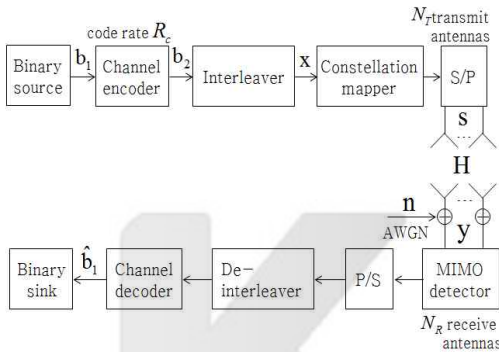 code rate R_c
N_T transmit
antennas
Binary
source
b_1
Channel
encoder
b_2
Interleaver
x
Constellation
mapper
S/P
s
...
H
...
n
AWGN
y
Binary
sink
b̂_1
Channel
decoder
De-
interleaver
P/S
MIMO
detector
N_R receive
antennas